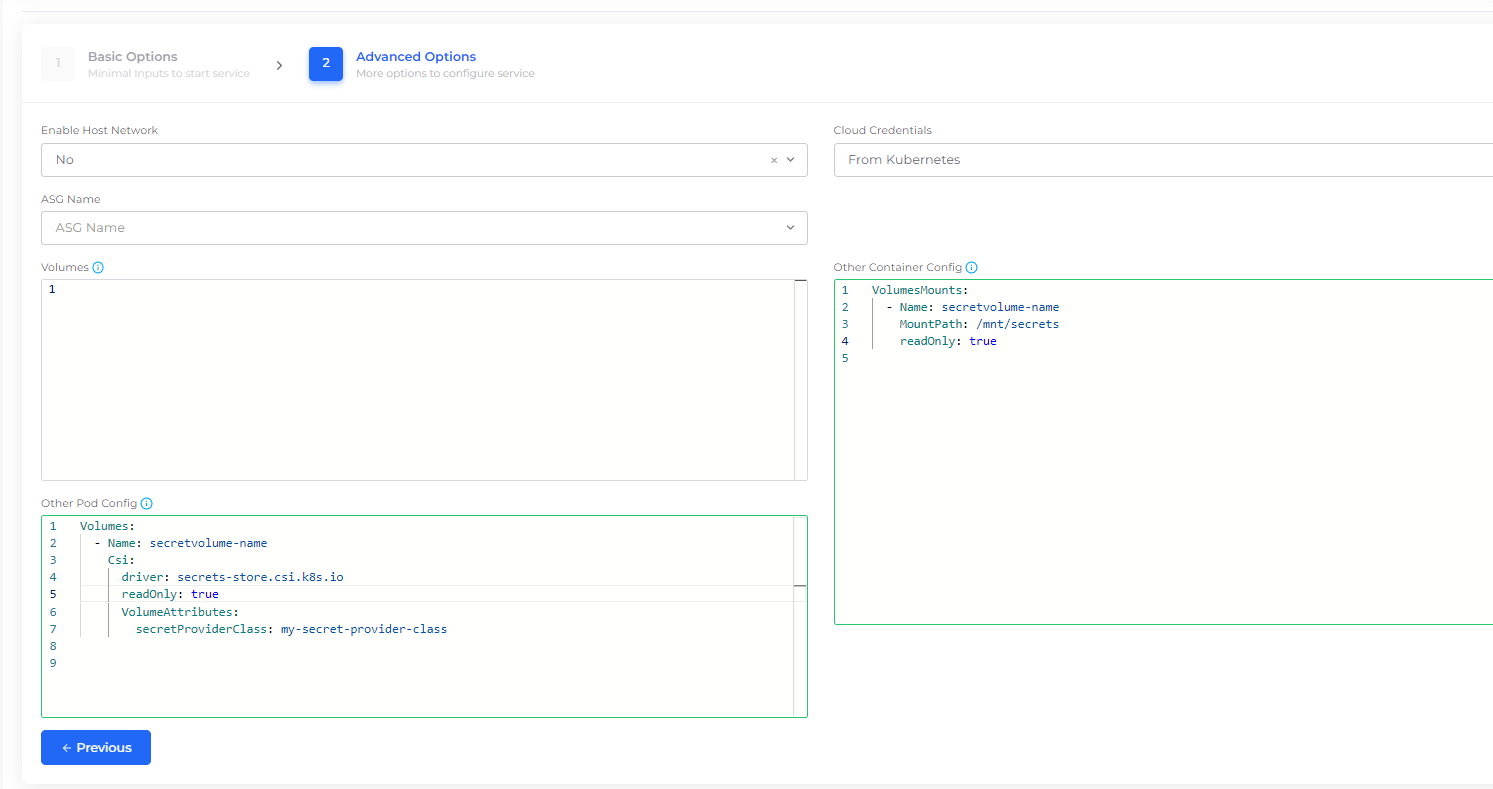 1
Basic Options
Minimal Inputs to start service
2
Advanced Options
More options to configure service
Enable Host Network
No
Cloud Credentials
From Kubernetes
ASG Name
ASG Name
Volumes
1
Other Container Config
1 VolumesMounts:
2 - Name: secretvolume-name
3 MountPath: /mnt/secrets
4 readOnly: true
5
Other Pod Config
1 Volumes:
2 - Name: secretvolume-name
3 Csi:
4 driver: secrets-store.csi.k8s.io
5 readOnly: true
6 VolumeAttributes:
7 secretProviderClass: my-secret-provider-class
8
9
← Previous